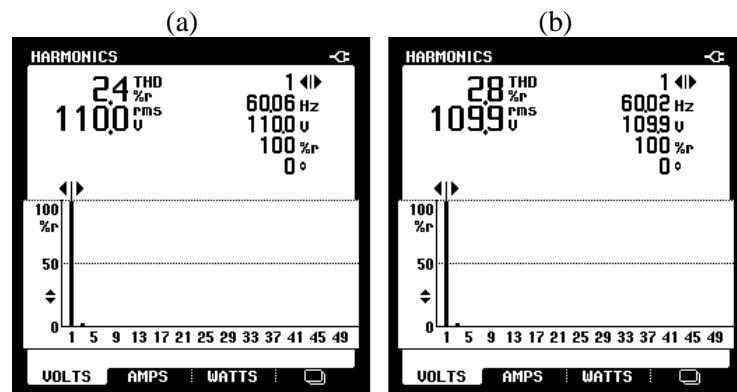 (a)
HARMONICS
2.4 THD %r
110.0 rms V
1
60.06 Hz
110.0 V
100 %r
0 °
100
%r
50
0
1 5 9 13 17 21 25 29 33 37 41 45 49
VOLTS AMPS WATTS
(b)
HARMONICS
2.8 THD %r
109.9 rms V
1
60.02 Hz
109.9 V
100 %r
0 °
100
%r
50
0
1 5 9 13 17 21 25 29 33 37 41 45 49
VOLTS AMPS WATTS